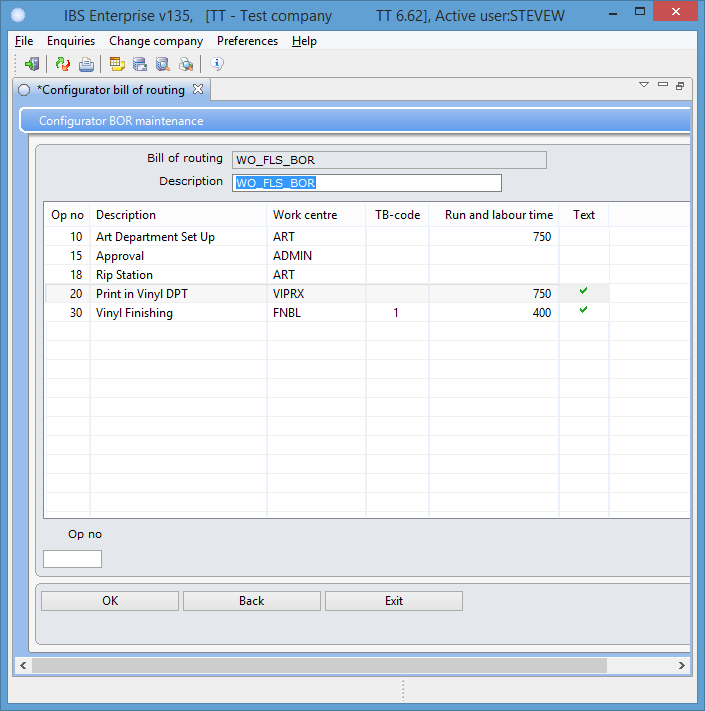 IBS Enterprise v135, [TT - Test company TT 6.62], Active user:STEVEW
File Enquiries Change company Preferences Help
*Configurator bill of routing
Configurator BOR maintenance
Bill of routing WO_FLS_BOR
Description WO_FLS_BOR
Op no Description Work centre TB-code Run and labour time Text
10 Art Department Set Up ART 750
15 Approval ADMIN
18 Rip Station ART
20 Print in Vinyl DPT VIPRX 750
30 Vinyl Finishing FNBL 1 400
Op no
OK Back Exit